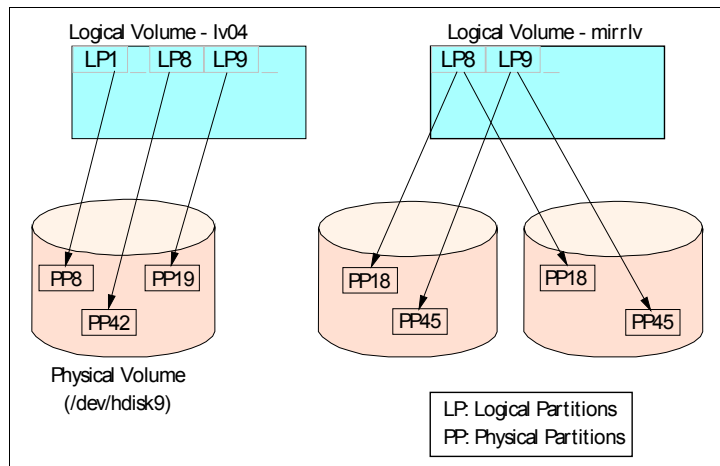 Logical Volume - lv04
Logical Volume - mirrlv
LP1 LP8 LP9
LP8 LP9
PP8 PP19
PP42
PP18
PP45
PP18
PP45
Physical Volume
(/dev/hdisk9)
LP: Logical Partitions
PP: Physical Partitions